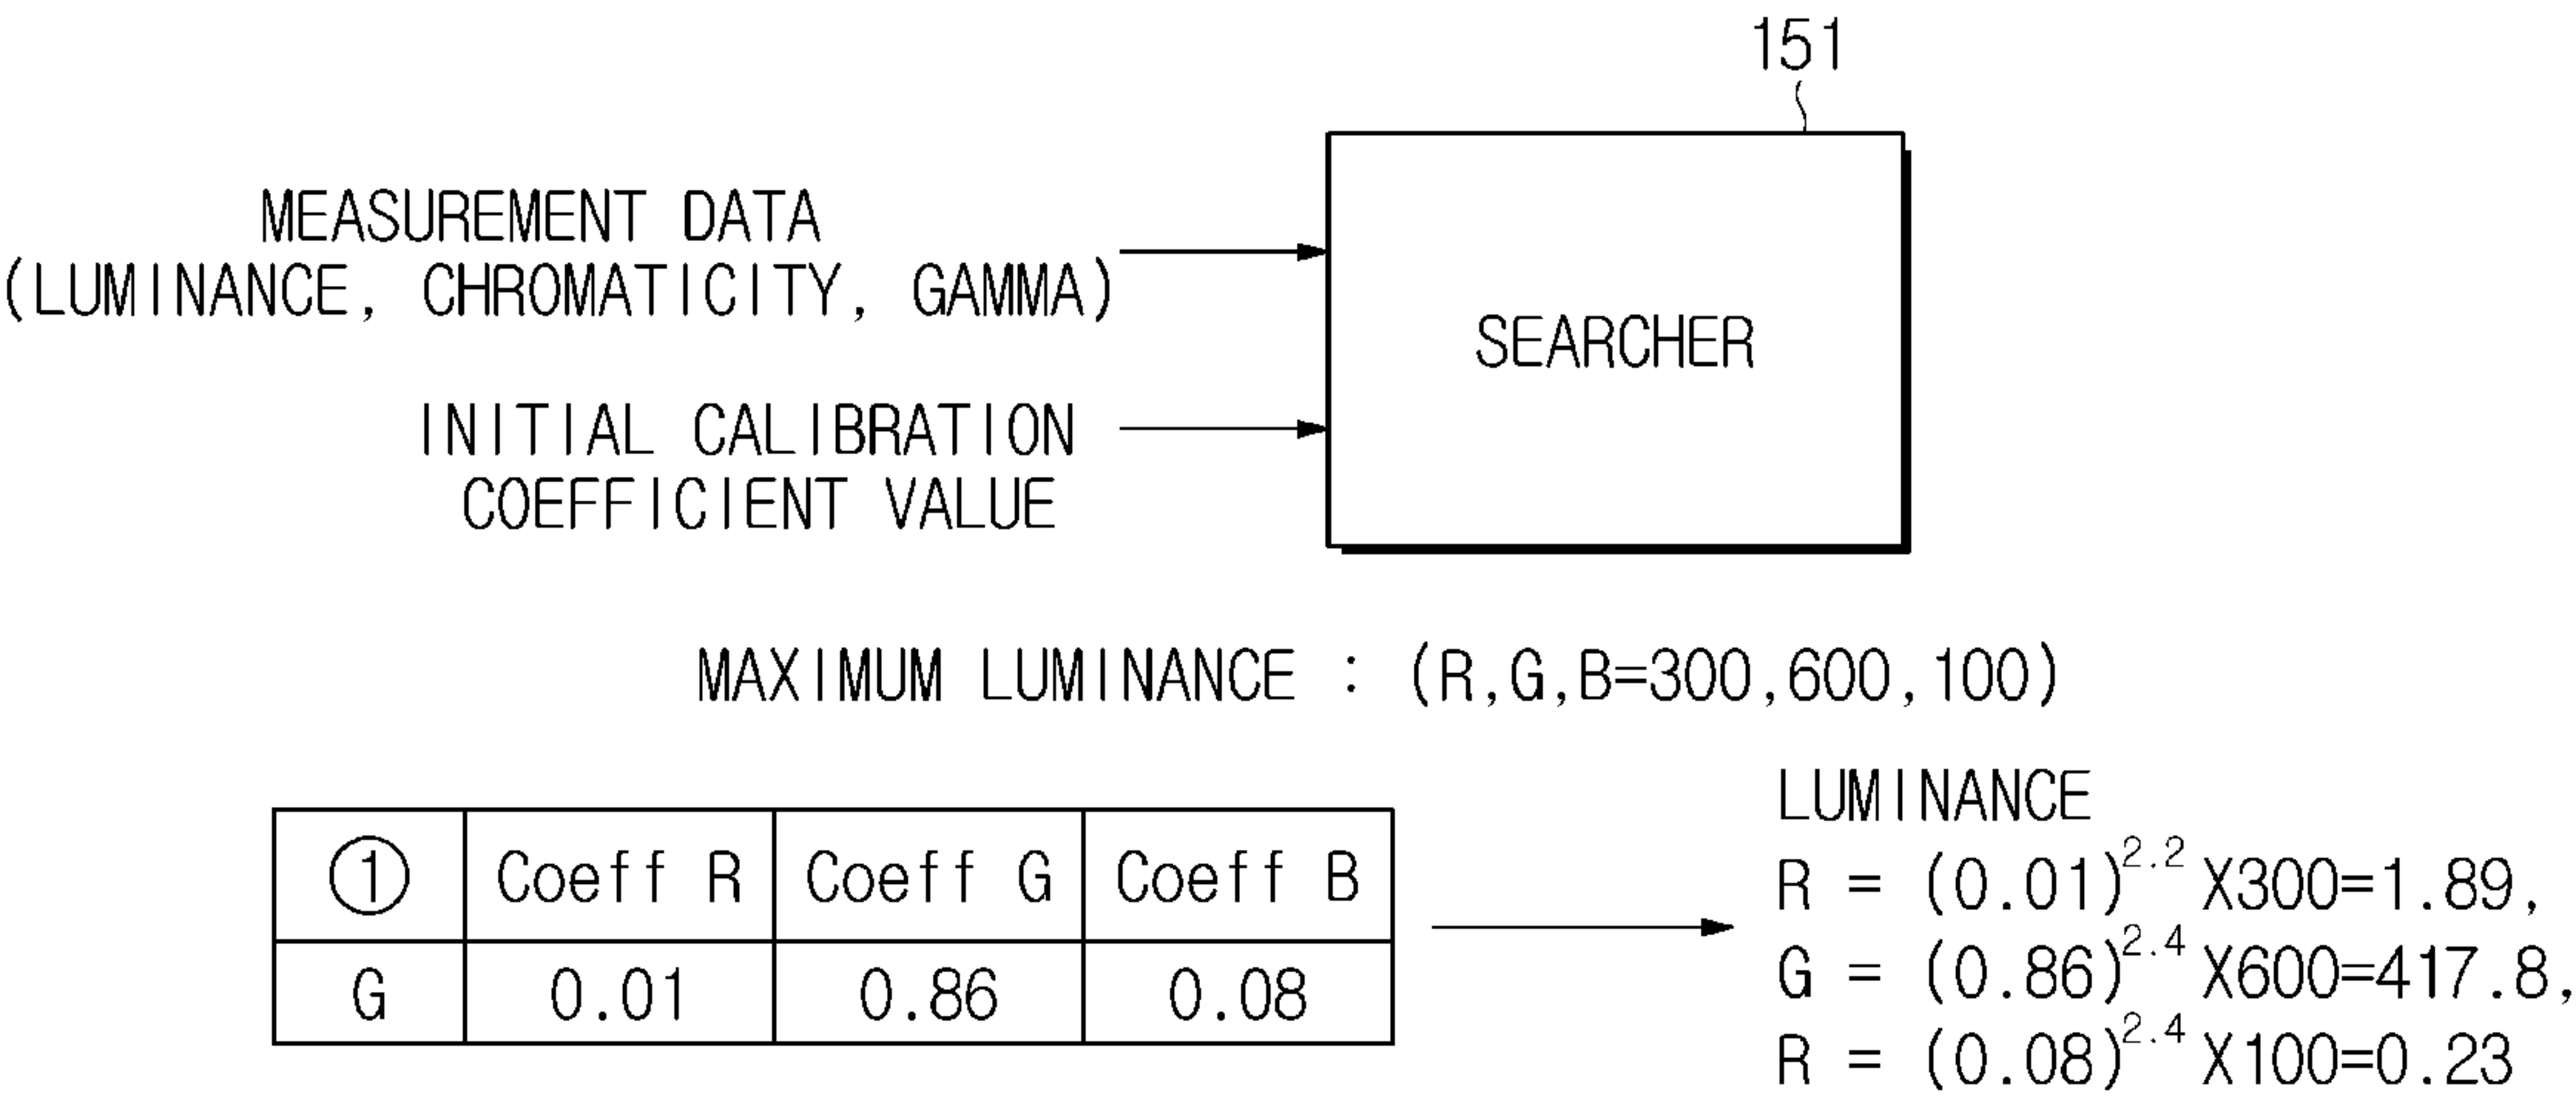 151
MEASUREMENT DATA
(LUMINANCE, CHROMATICITY, GAMMA)
SEARCHER
INITIAL CALIBRATION
COEFFICIENT VALUE
MAXIMUM LUMINANCE : (R,G,B=300,600,100)
① Coeff R Coeff G Coeff B
G 0.01 0.86 0.08
LUMINANCE
R = (0.01)^2.2 X300=1.89,
G = (0.86)^2.4 X600=417.8,
R = (0.08)^2.4 X100=0.23